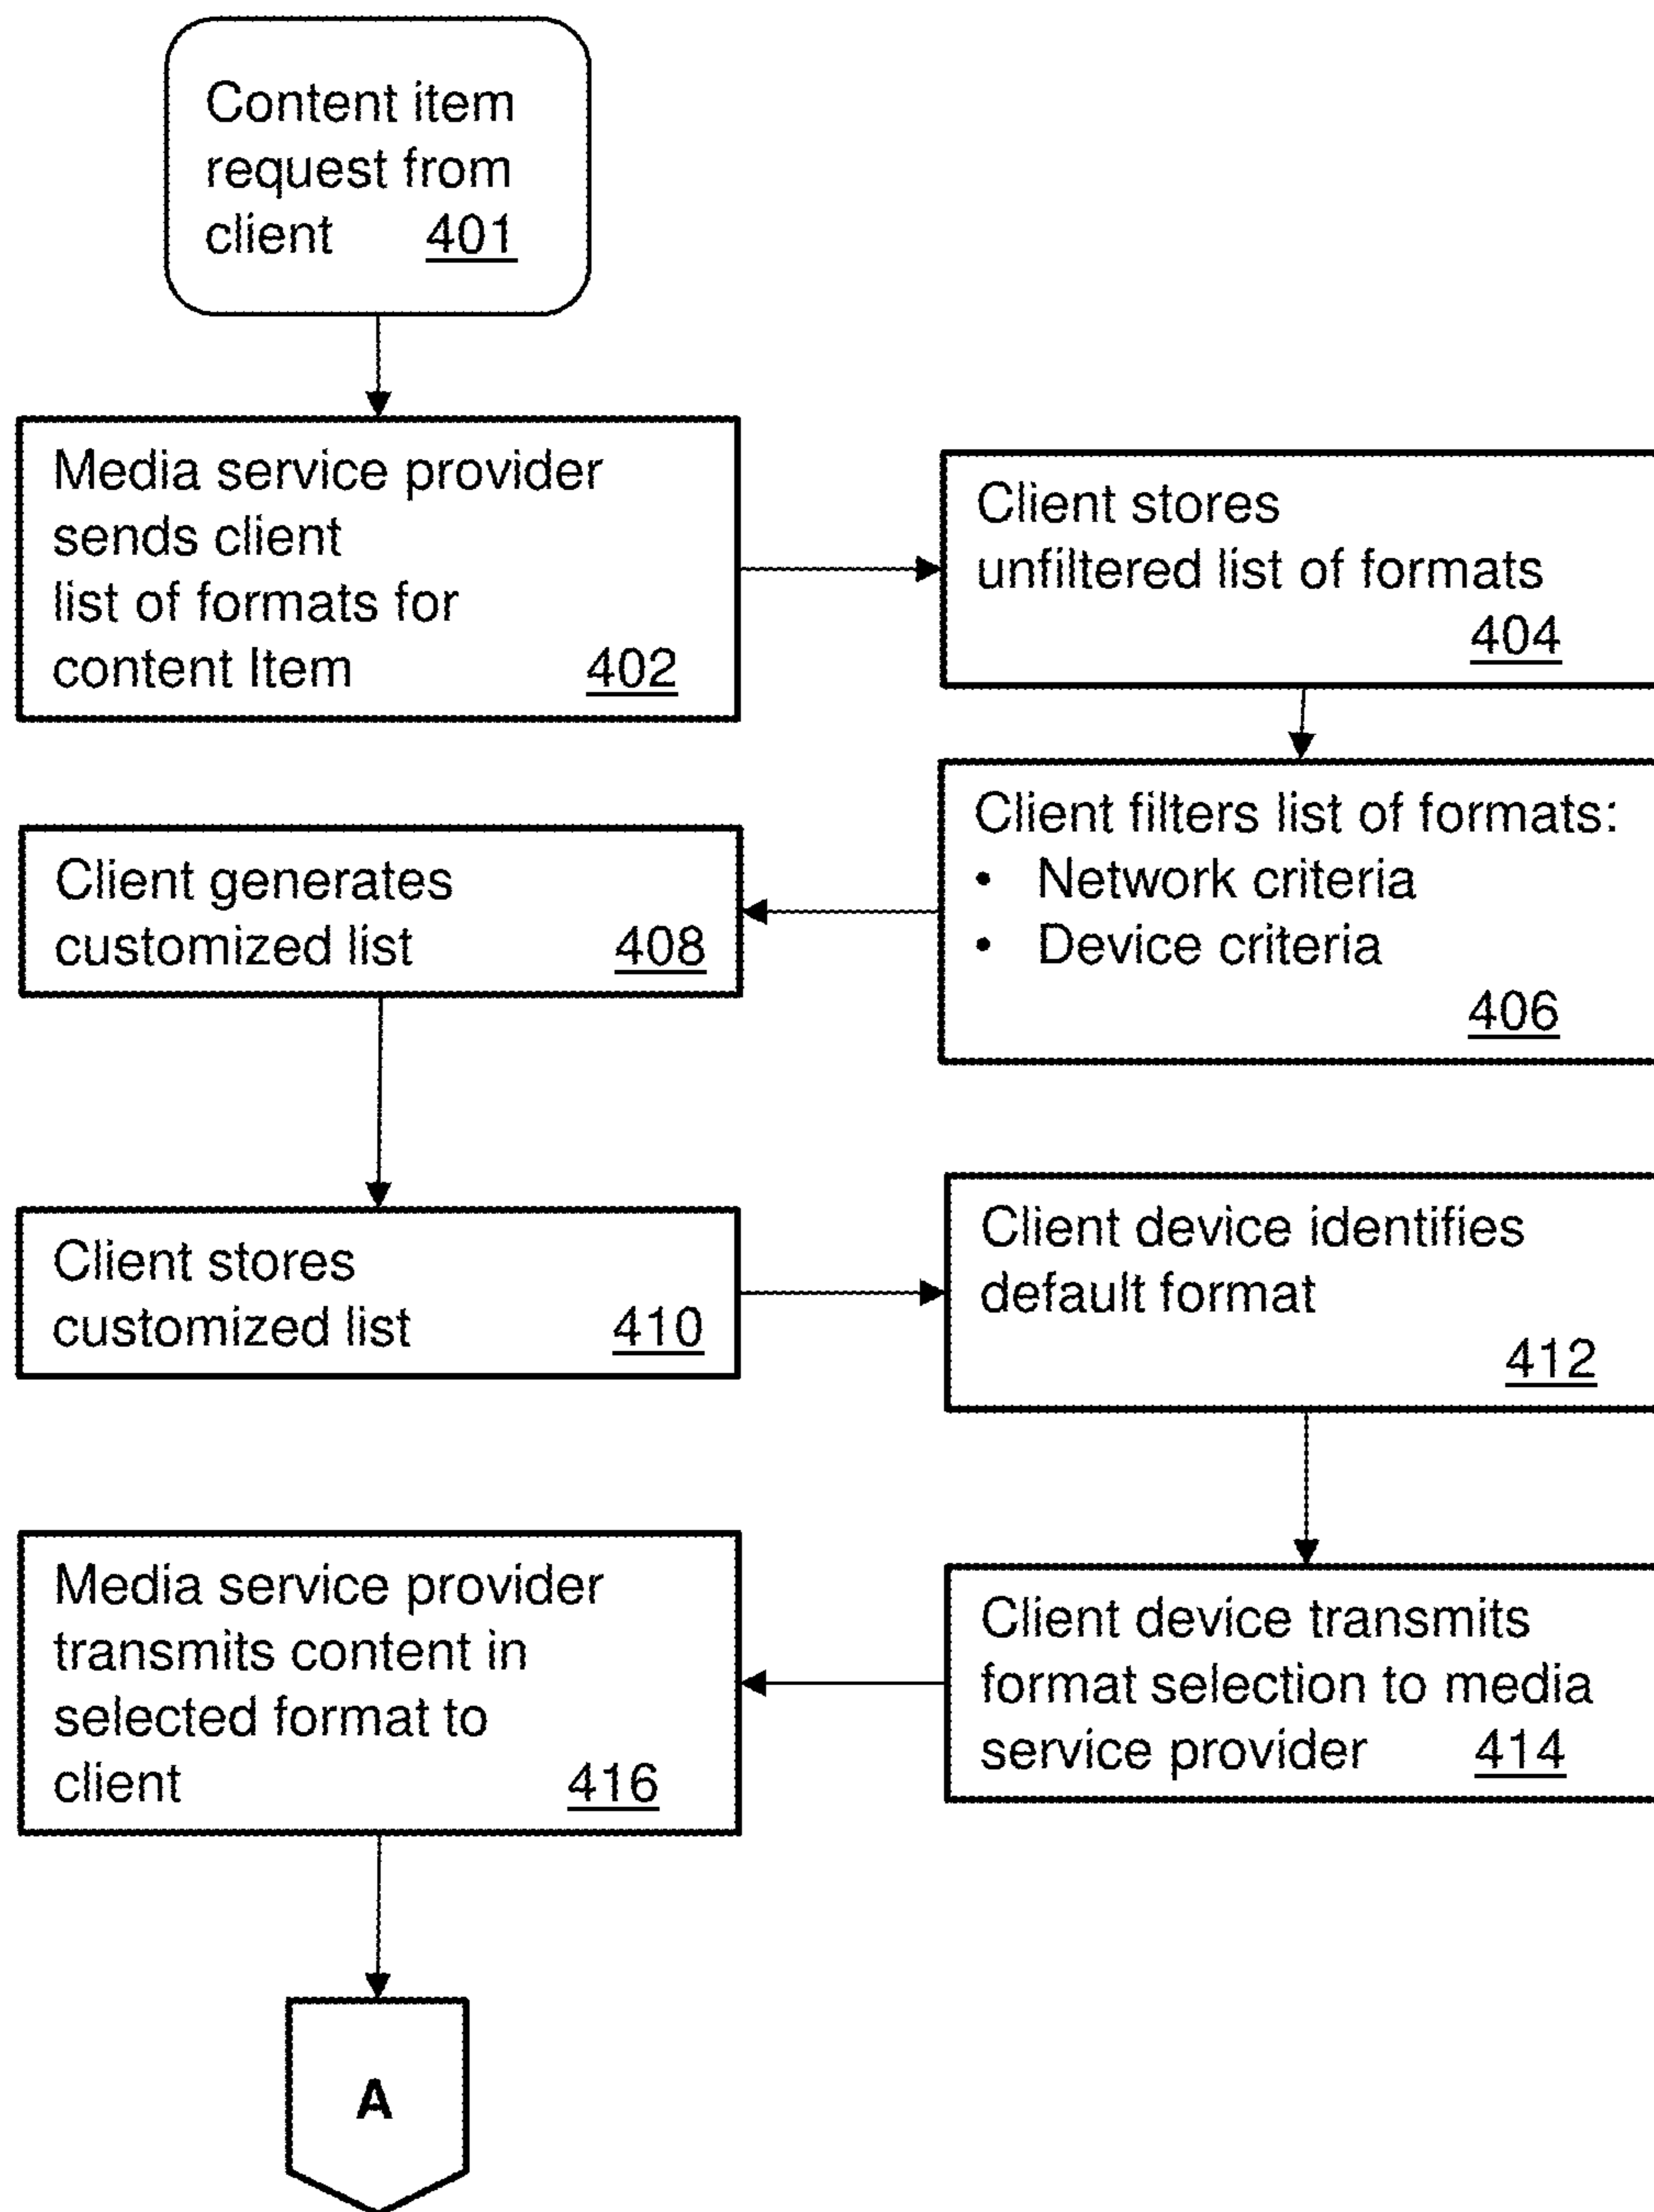 Content item
request from
client 401
Media service provider
sends client
list of formats for
content Item 402
Client stores
unfiltered list of formats
404
Client filters list of formats:
• Network criteria
• Device criteria
406
Client generates
customized list 408
Client stores
customized list 410
Client device identifies
default format
412
Client device transmits
format selection to media
service provider 414
Media service provider
transmits content in
selected format to
client 416
A